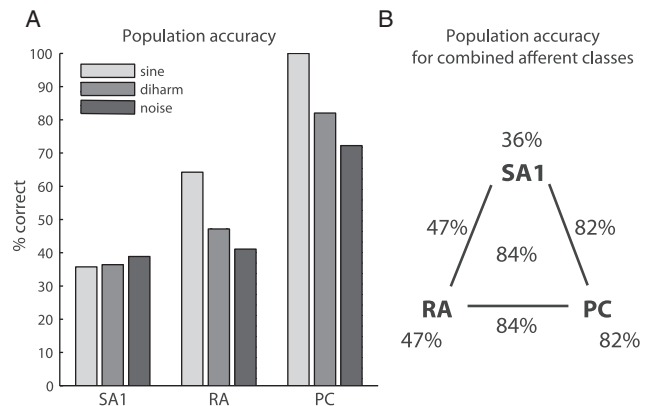 A
Population accuracy
100
90
80
70
60
50
40
30
20
10
0
% correct
sine
diharm
noise
SA1
RA
PC
B
Population accuracy
for combined afferent classes
36%
SA1
47%
82%
84%
RA
PC
84%
47%
82%